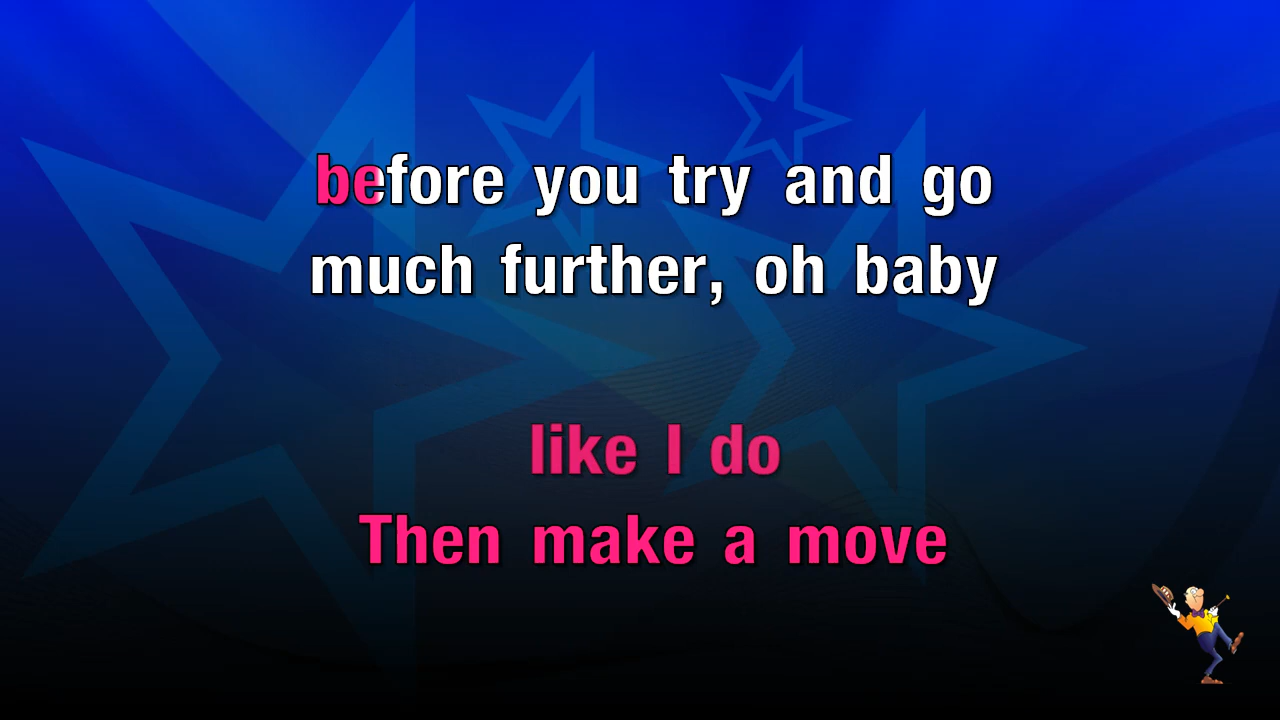 before you try and go
much further, oh baby
like I do
Then make a move